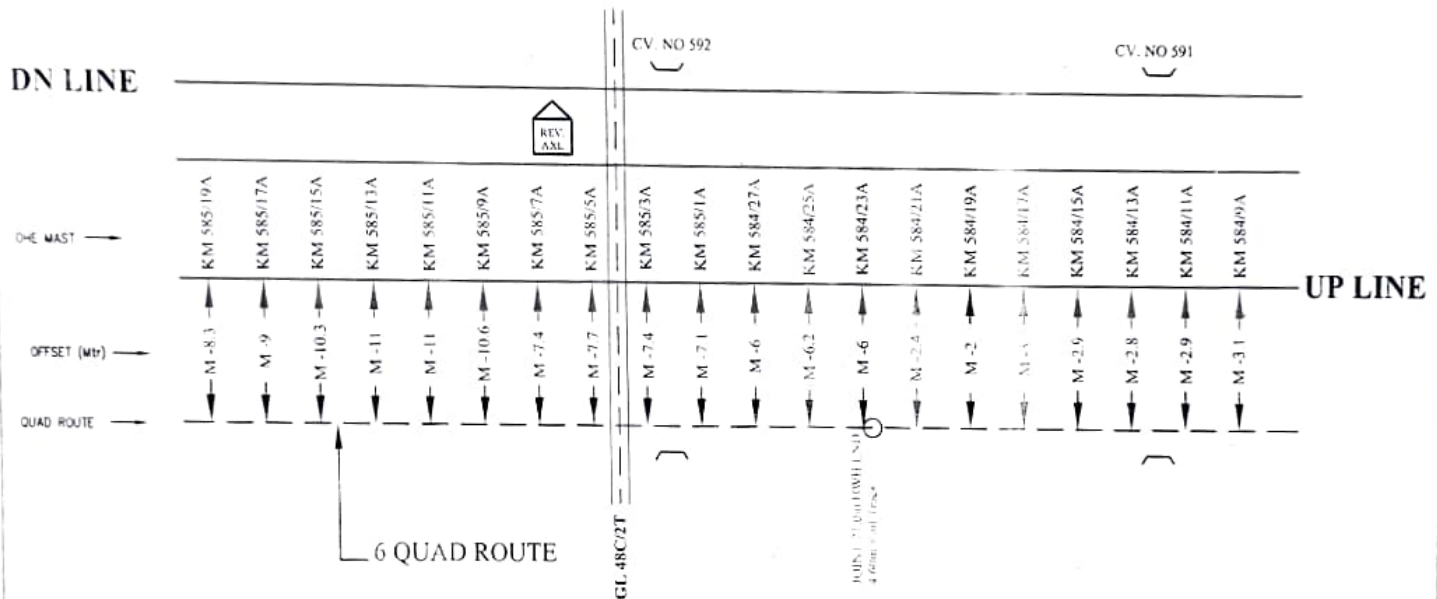 CV. NO 592
CV. NO 591
DN LINE
REV.
AXL
OHE MAST
KM 585/19A
KM 585/17A
KM 585/15A
KM 585/13A
KM 585/11A
KM 585/9A
KM 585/7A
KM 585/5A
KM 585/3A
KM 585/1A
KM 584/27A
KM 584/25A
KM 584/23A
KM 584/21A
KM 584/19A
KM 584/17A
KM 584/15A
KM 584/13A
KM 584/11A
KM 584/9A
UP LINE
OFFSET (Mtr)
M -8.3
M -9
M -10.3
M -11
M -11
M -10.6
M -7.4
M -7.7
M -7.4
M -7.1
M -6
M -6.2
M -6
M -2.4
M -2
M -3
M -2.9
M -2.8
M -2.9
M -3.1
QUAD ROUTE
6 QUAD ROUTE
GL 48C/2T
JOINT